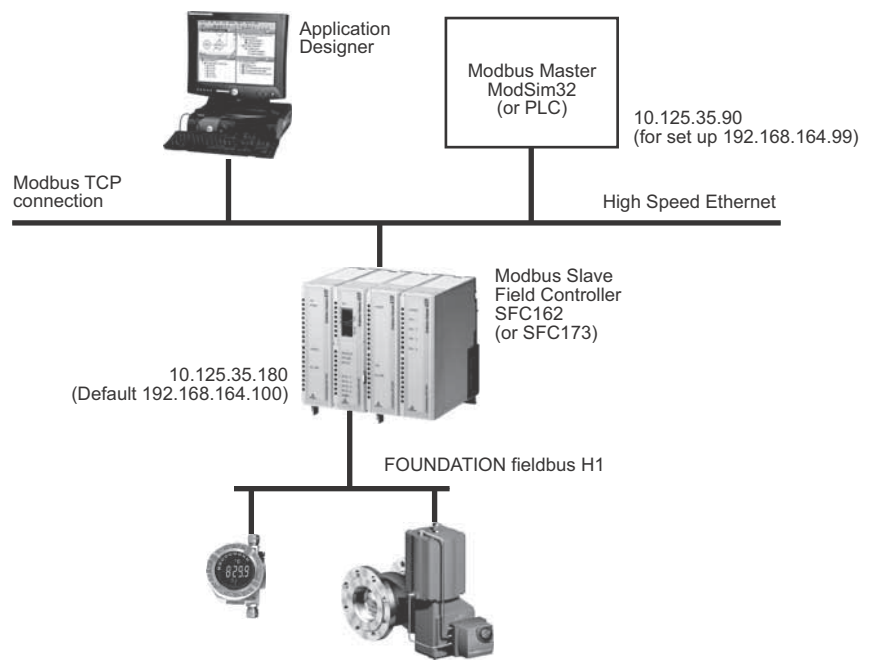 Application
Designer
Modbus Master
ModSim32
(or PLC)
10.125.35.90
(for set up 192.168.164.99)
Modbus TCP
connection
High Speed Ethernet
Modbus Slave
Field Controller
SFC162
(or SFC173)
10.125.35.180
(Default 192.168.164.100)
FOUNDATION fieldbus H1
829.9